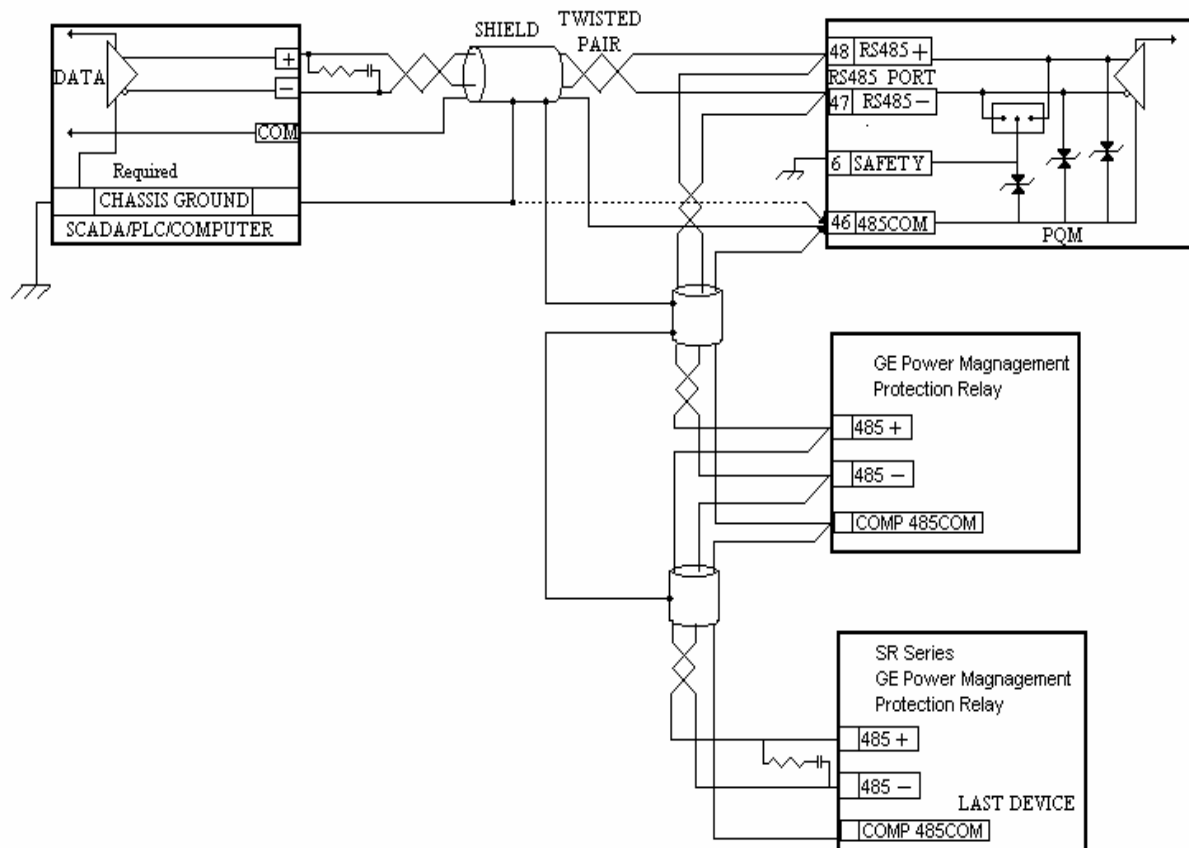 SHIELD
TWISTED
PAIR
DATA
+
−
COM
Required
CHASSIS GROUND
SCADA/PLC/COMPUTER
48 RS485 +
RS485 PORT
47 RS485 −
6 SAFETY
46 485COM
PQM
GE Power Magnagement
Protection Relay
485 +
485 −
COMP 485COM
SR Series
GE Power Magnagement
Protection Relay
485 +
485 −
LAST DEVICE
COMP 485COM